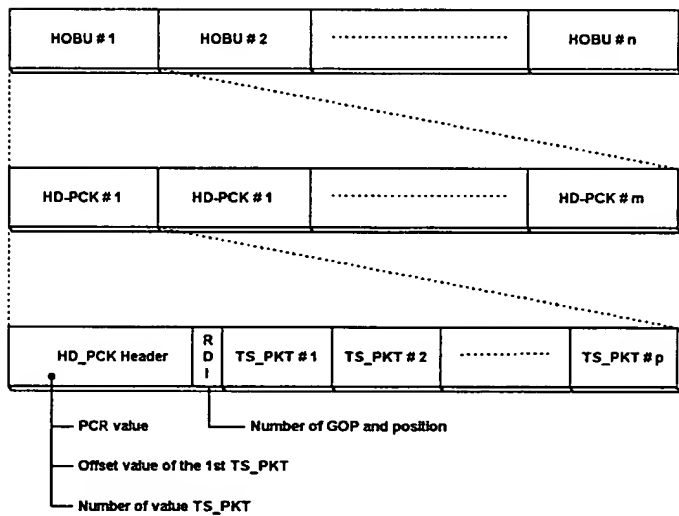 HOBU # 1 HOBU # 2 HOBU # n
HD-PCK # 1 HD-PCK # 1 HD-PCK # m
HD_PCK Header RDI TS_PKT # 1 TS_PKT # 2 TS_PKT # p
PCR value Number of GOP and position
Offset value of the 1st TS_PKT
Number of value TS_PKT